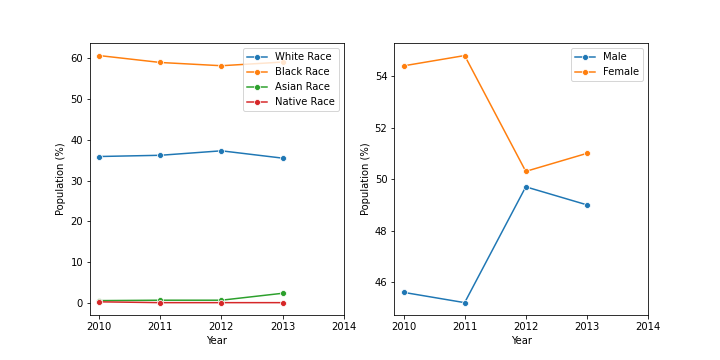 White Race
Black Race
Asian Race
Native Race
60
50
40
30
20
10
0
Population (%)
2010 2011 2012 2013 2014
Year
Male
Female
54
52
50
48
46
Population (%)
2010 2011 2012 2013 2014
Year